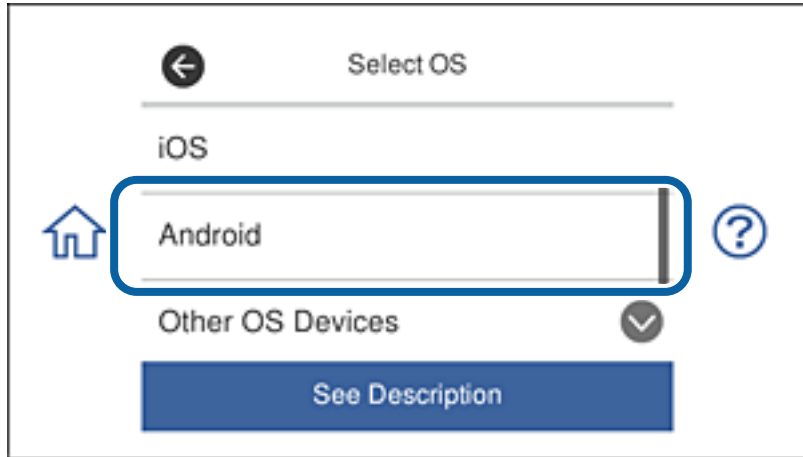 Select OS
iOS
Android
Other OS Devices
See Description